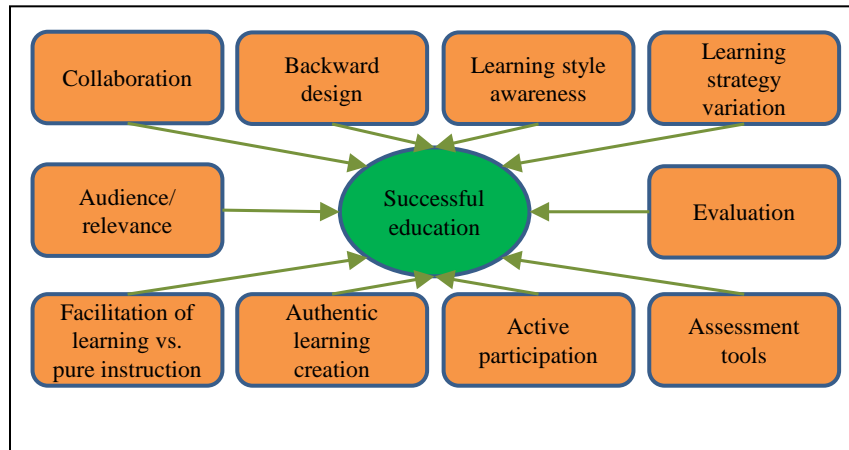 Collaboration
Backward
design
Learning style
awareness
Learning
strategy
variation
Audience/
relevance
Successful
education
Evaluation
Facilitation of
learning vs.
pure instruction
Authentic
learning
creation
Active
participation
Assessment
tools